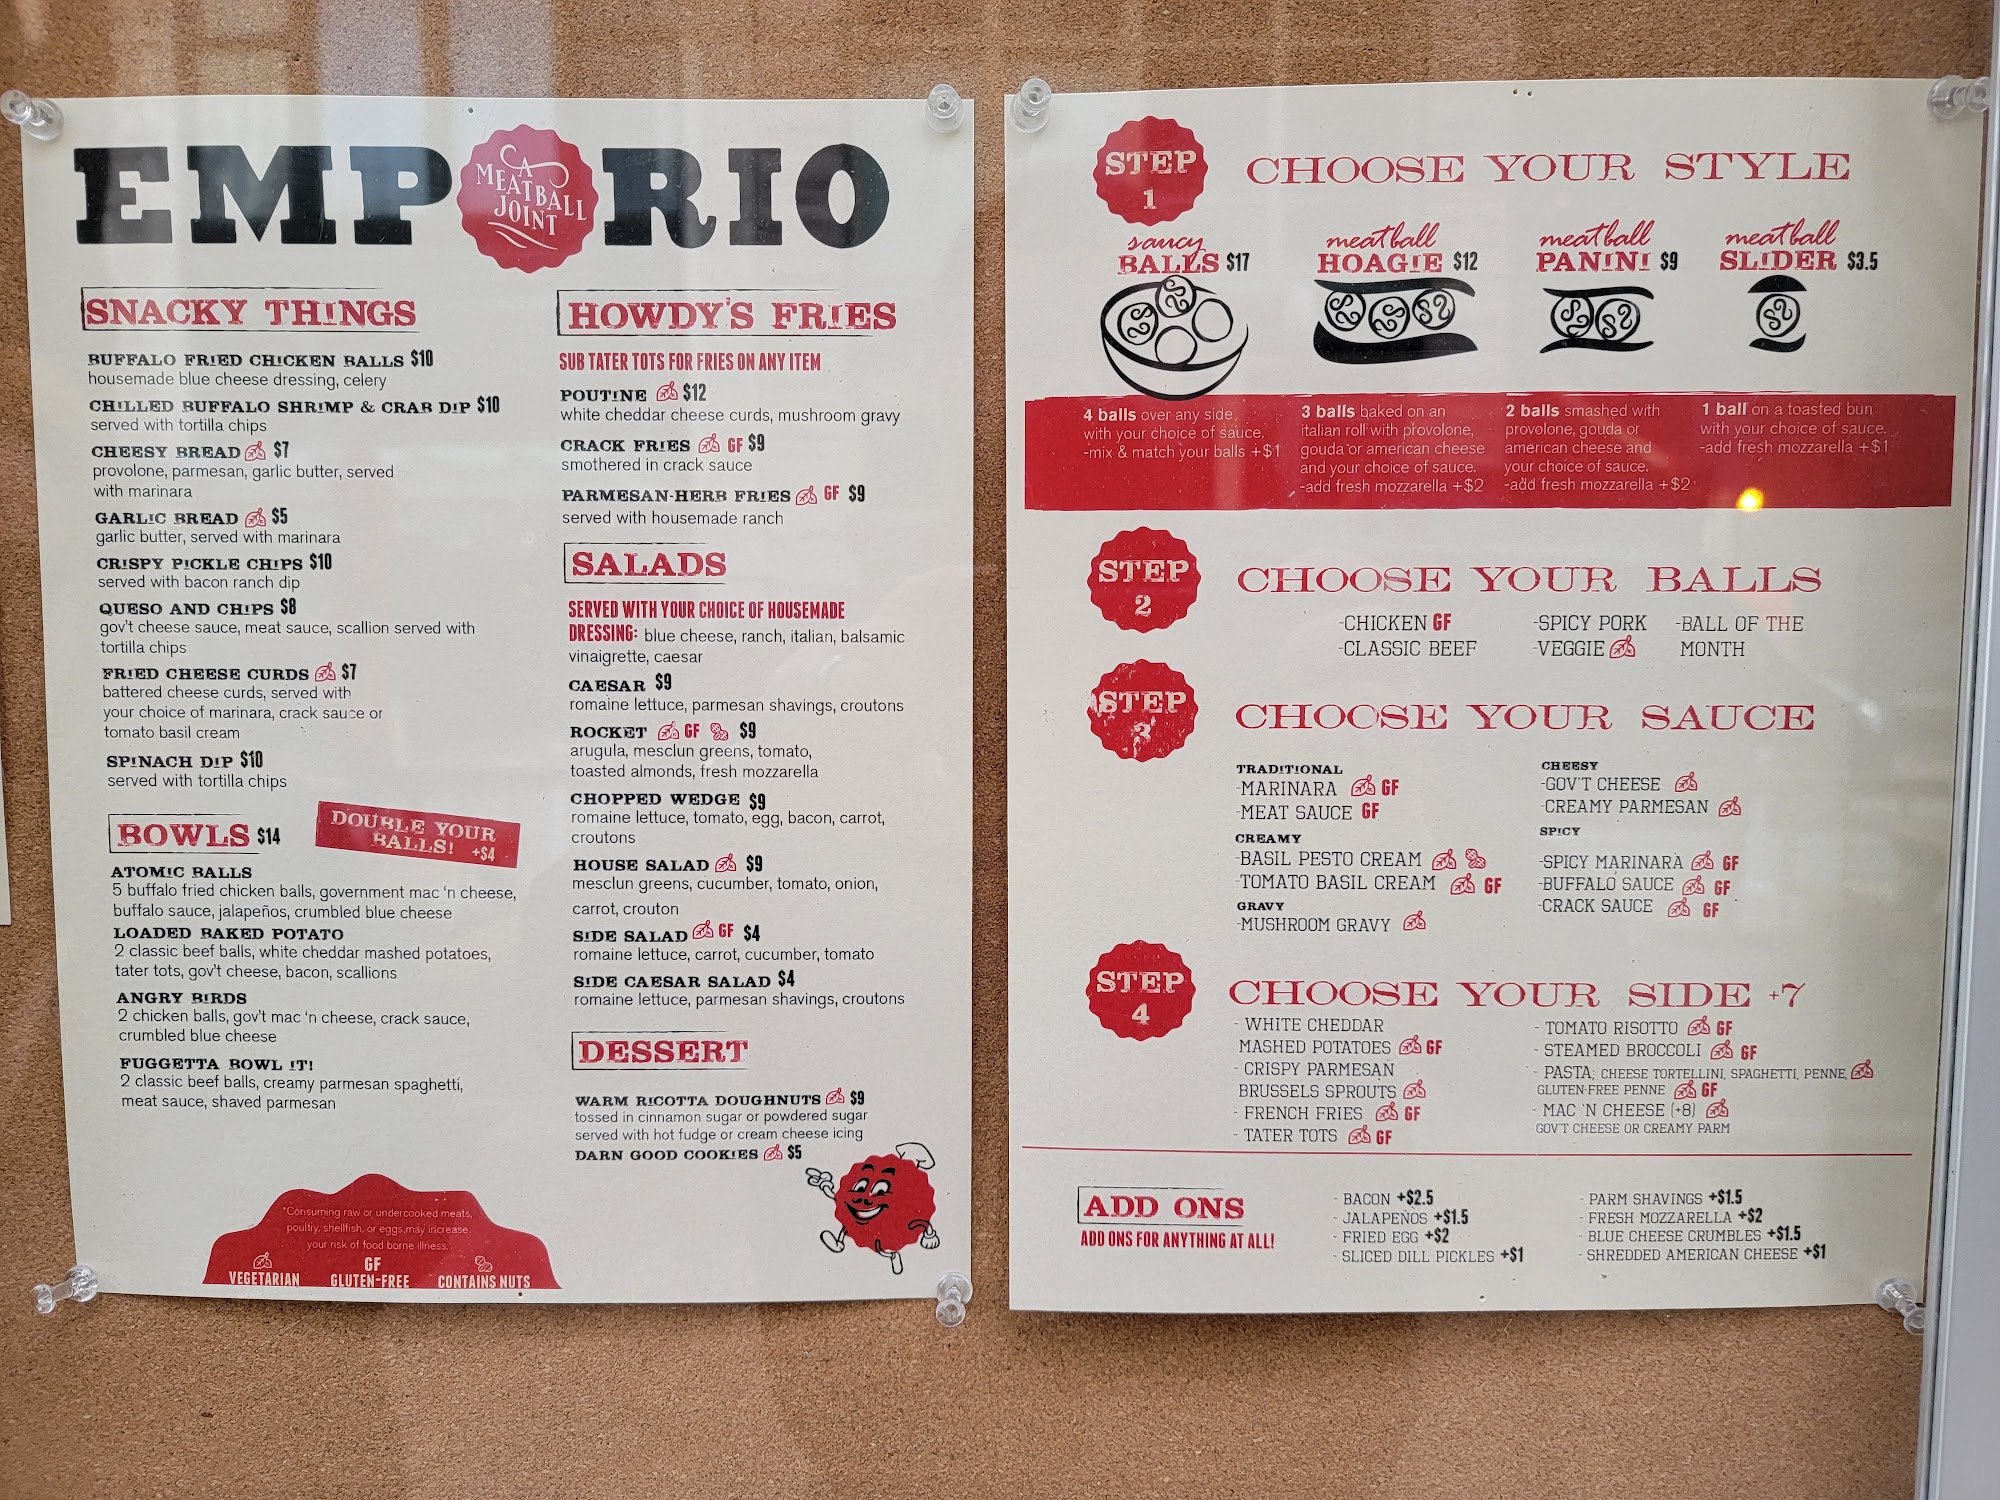 EMPORIO
A
MEATBALL
JOINT
SNACKY THINGS
BUFFALO FRIED CHICKEN BALLS $10
housemade blue cheese dressing, celery
CHILLED BUFFALO SHRIMP & CRAB DIP $10
served with tortilla chips
CHEESY BREAD $7
provolone, parmesan, garlic butter, served
with marinara
GARLIC BREAD $5
garlic butter, served with marinara
CRISPY PICKLE CHIPS $10
served with bacon ranch dip
QUESO AND CHIPS $8
gov't cheese sauce, meat sauce, scallion served with
tortilla chips
FRIED CHEESE CURDS $7
battered cheese curds, served with
your choice of marinara, crack sauce or
tomato basil cream
SPINACH DIP $10
served with tortilla chips
BOWLS $14
DOUBLE YOUR
BALLS! +$4
ATOMIC BALLS
5 buffalo fried chicken balls, government mac 'n cheese,
buffalo sauce, jalapeños, crumbled blue cheese
LOADED BAKED POTATO
2 classic beef balls, white cheddar mashed potatoes,
tater tots, gov't cheese, bacon, scallions
ANGRY BIRDS
2 chicken balls, gov't mac 'n cheese, crack sauce,
crumbled blue cheese
FUGGETTA BOWL IT!
2 classic beef balls, creamy parmesan spaghetti,
meat sauce, shaved parmesan
*Consuming raw or undercooked meats,
poultry, shellfish, or eggs may increase
your risk of food borne illness.
VEGETARIAN
GF
GLUTEN-FREE
CONTAINS NUTS
HOWDY'S FRIES
SUB TATER TOTS FOR FRIES ON ANY ITEM
POUTINE $12
white cheddar cheese curds, mushroom gravy
CRACK FRIES GF $9
smothered in crack sauce
PARMESAN-HERB FRIES GF $9
served with housemade ranch
SALADS
SERVED WITH YOUR CHOICE OF HOUSEMADE
DRESSING: blue cheese, ranch, italian, balsamic
vinaigrette, caesar
CAESAR $9
romaine lettuce, parmesan shavings, croutons
ROCKET GF $9
arugula, mesclun greens, tomato,
toasted almonds, fresh mozzarella
CHOPPED WEDGE $9
romaine lettuce, tomato, egg, bacon, carrot,
croutons
HOUSE SALAD $9
mesclun greens, cucumber, tomato, onion,
carrot, crouton
SIDE SALAD GF $4
romaine lettuce, carrot, cucumber, tomato
SIDE CAESAR SALAD $4
romaine lettuce, parmesan shavings, croutons
DESSERT
WARM RICOTTA DOUGHNUTS $9
tossed in cinnamon sugar or powdered sugar
served with hot fudge or cream cheese icing
DARN GOOD COOKIES $5
STEP
1
CHOOSE YOUR STYLE
saucy
BALLS $17
4 balls over any side
with your choice of sauce.
-mix & match your balls +$1
meatball
HOAGIE $12
3 balls baked on an
italian roll with provolone,
gouda or american cheese
and your choice of sauce.
-add fresh mozzarella +$2
meatball
PANINI $9
2 balls smashed with
provolone, gouda or
american cheese and
your choice of sauce.
-add fresh mozzarella +$2
meatball
SLIDER $3.5
1 ball on a toasted bun
with your choice of sauce.
-add fresh mozzarella +$1
STEP
2
CHOOSE YOUR BALLS
-CHICKEN GF
-CLASSIC BEEF
-SPICY PORK
-VEGGIE
-BALL OF THE
MONTH
STEP
3
CHOOSE YOUR SAUCE
TRADITIONAL
-MARINARA GF
-MEAT SAUCE GF
CREAMY
-BASIL PESTO CREAM
-TOMATO BASIL CREAM GF
GRAVY
-MUSHROOM GRAVY
CHEESY
-GOV'T CHEESE
-CREAMY PARMESAN
SPICY
-SPICY MARINARA GF
-BUFFALO SAUCE GF
-CRACK SAUCE GF
STEP
4
CHOOSE YOUR SIDE +7
- WHITE CHEDDAR
MASHED POTATOES GF
- CRISPY PARMESAN
BRUSSELS SPROUTS
- FRENCH FRIES GF
- TATER TOTS GF
- TOMATO RISOTTO GF
- STEAMED BROCCOLI GF
- PASTA; CHEESE TORTELLINI, SPAGHETTI, PENNE,
GLUTEN-FREE PENNE GF
- MAC 'N CHEESE (+8)
GOV'T CHEESE OR CREAMY PARM
ADD ONS
ADD ONS FOR ANYTHING AT ALL!
- BACON +$2.5
- JALAPEÑOS +$1.5
- FRIED EGG +$2
- SLICED DILL PICKLES +$1
- PARM SHAVINGS +$1.5
- FRESH MOZZARELLA +$2
- BLUE CHEESE CRUMBLES +$1.5
- SHREDDED AMERICAN CHEESE +$1